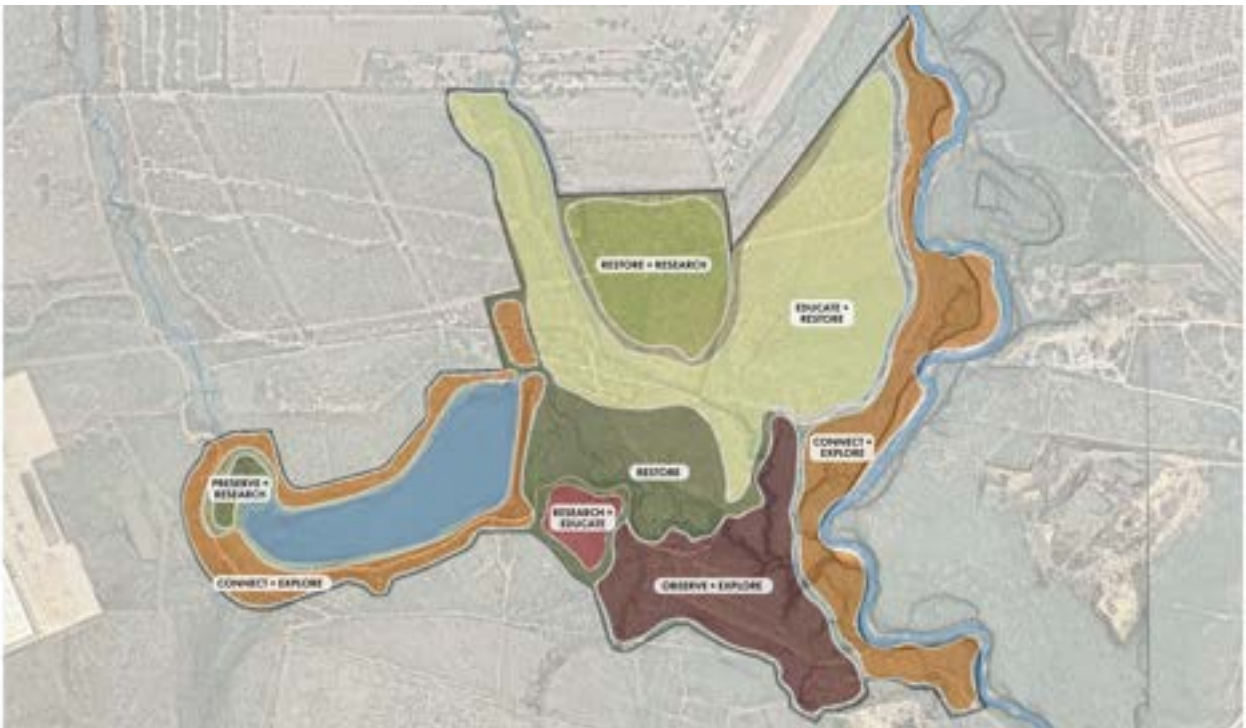 RESTORE + RESEARCH
EDUCATE +
RESTORE
CONNECT +
EXPLORE
RESTORE
PRESERVE +
RESEARCH
RESEARCH +
EDUCATE
CONNECT + EXPLORE
OBSERVE + EXPLORE